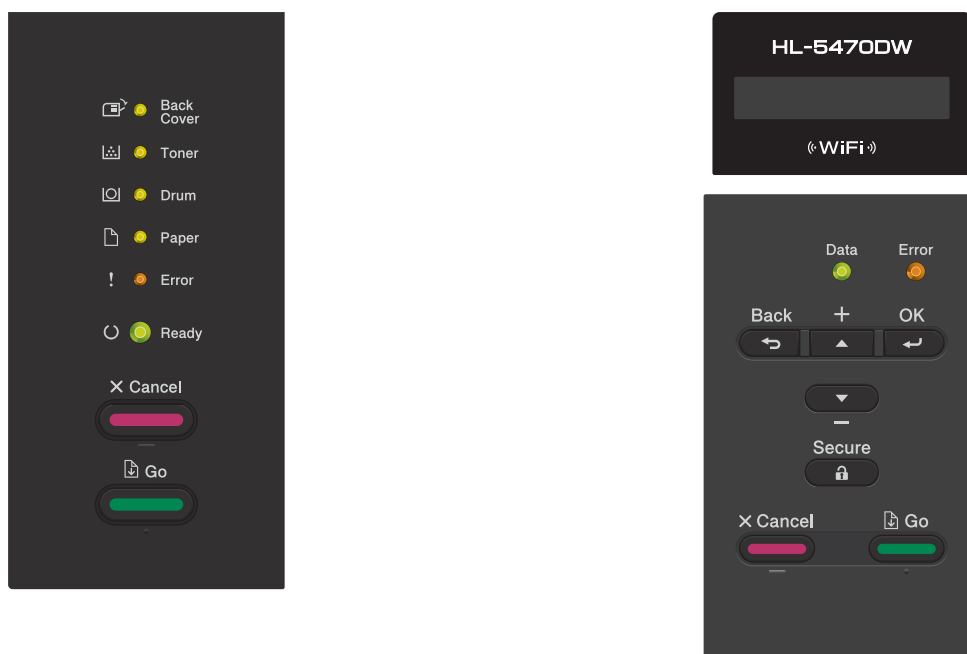 Back
Cover
Toner
Drum
Paper
! Error
Ready
× Cancel
Go
HL-5470DW
WiFi
Data Error
Back + OK
−
Secure
× Cancel Go